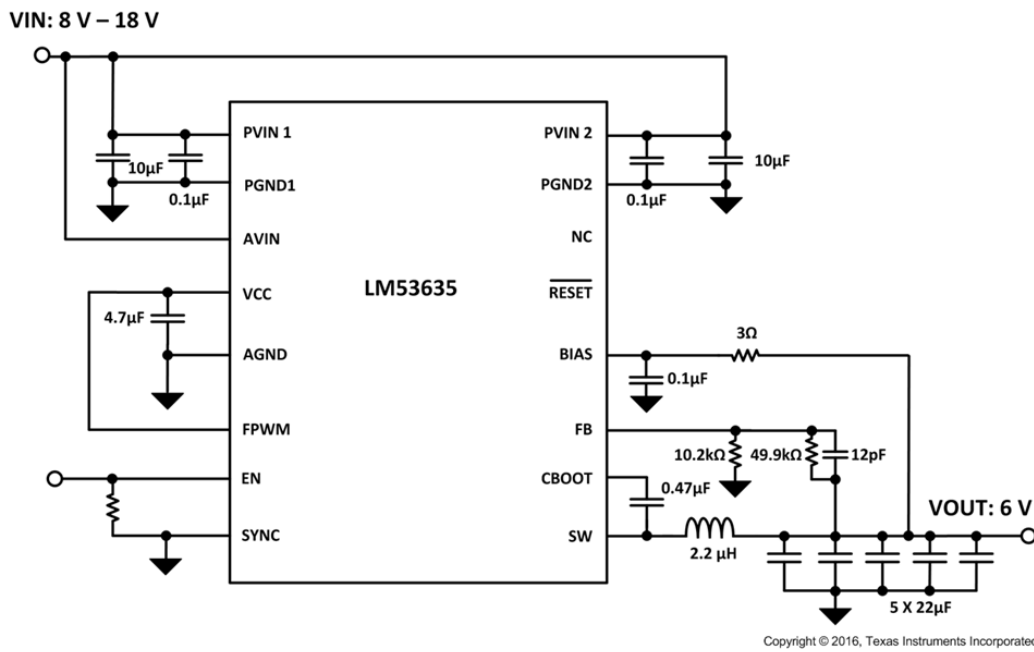 VIN: 8 V – 18 V
PVIN 1
PVIN 2
10µF
10µF
PGND1
PGND2
0.1µF
0.1µF
AVIN
NC
LM53635
VCC
RESET
4.7µF
3Ω
AGND
BIAS
0.1µF
FPWM
FB
10.2kΩ
49.9kΩ
12pF
EN
CBOOT
0.47µF
VOUT: 6 V
SYNC
SW
2.2 µH
5 X 22µF
Copyright © 2016, Texas Instruments Incorporated